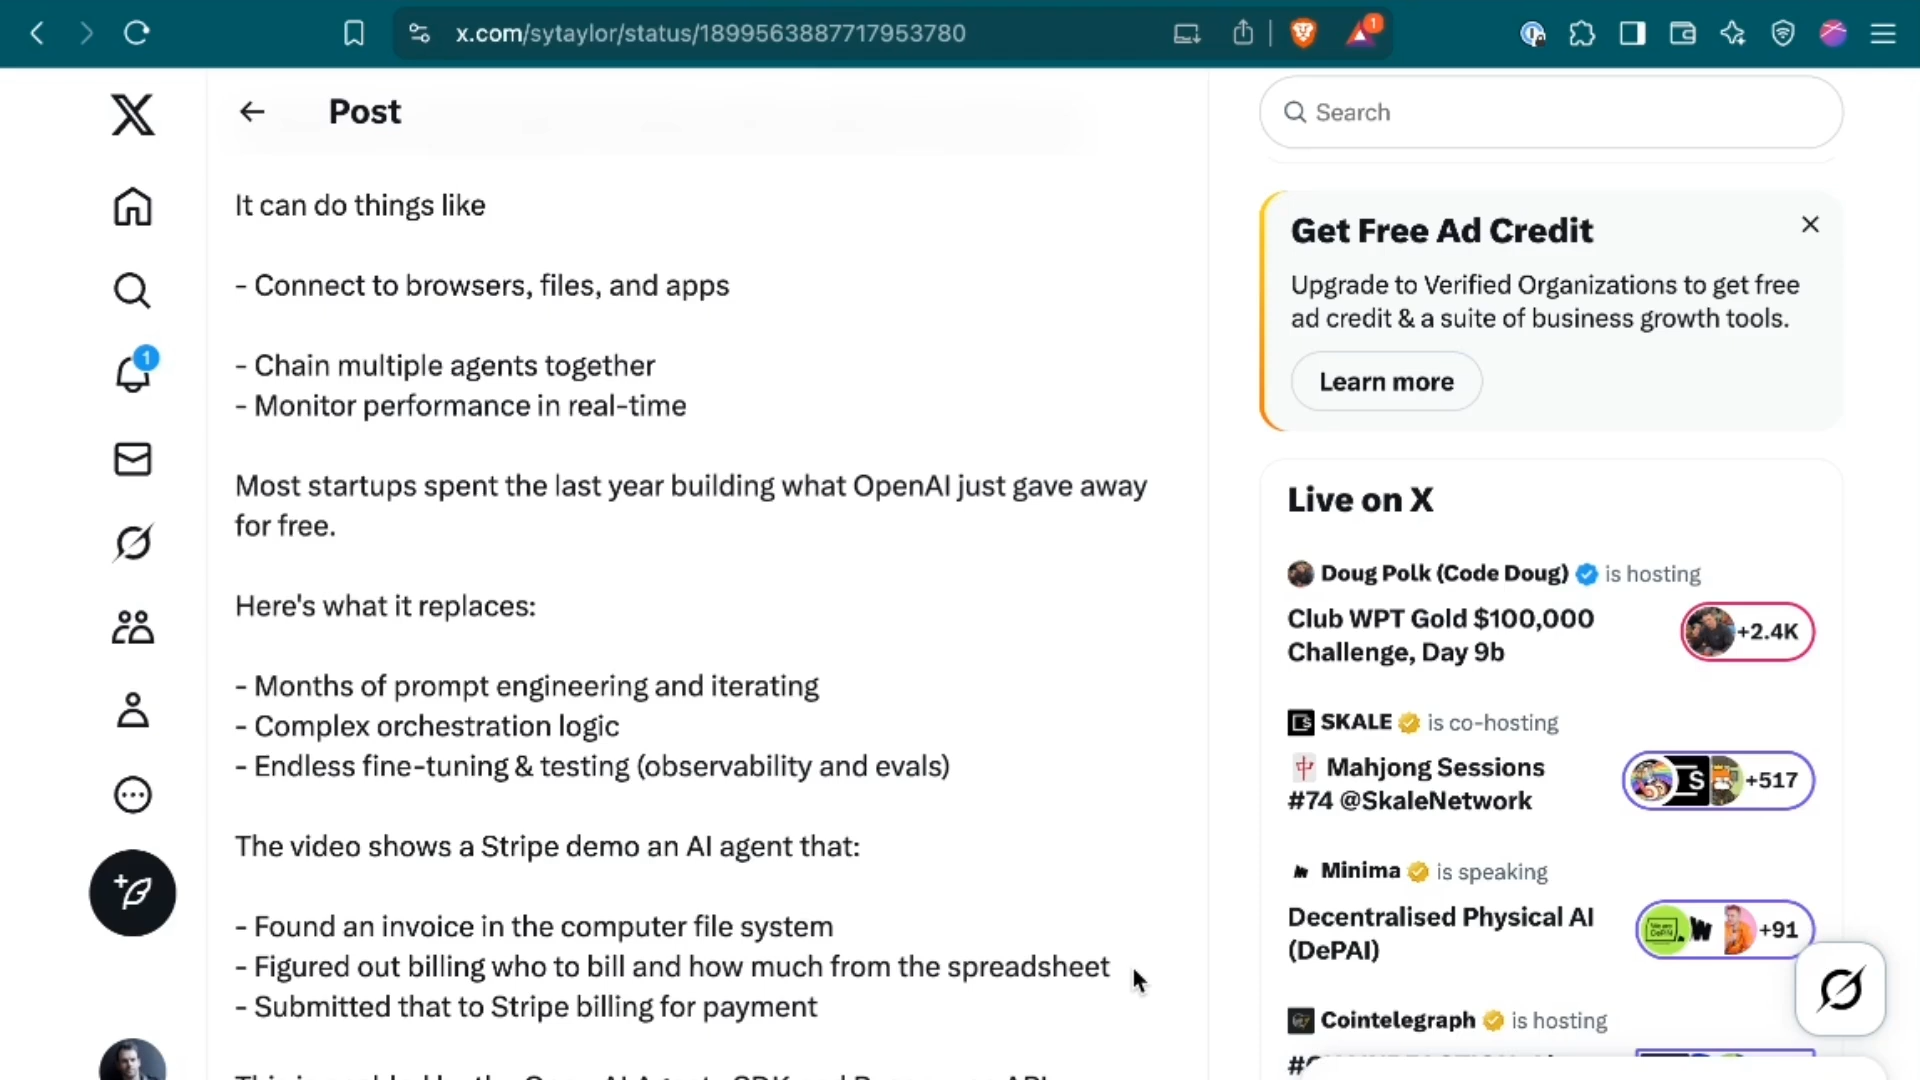 x.com/sytaylor/status/1899563887717953780
1
Post
1
It can do things like
- Connect to browsers, files, and apps
- Chain multiple agents together
- Monitor performance in real-time
Most startups spent the last year building what OpenAI just gave away
for free.
Here's what it replaces:
- Months of prompt engineering and iterating
- Complex orchestration logic
- Endless fine-tuning & testing (observability and evals)
The video shows a Stripe demo an AI agent that:
- Found an invoice in the computer file system
- Figured out billing who to bill and how much from the spreadsheet
- Submitted that to Stripe billing for payment
Search
Get Free Ad Credit
Upgrade to Verified Organizations to get free
ad credit & a suite of business growth tools.
Learn more
Live on X
Doug Polk (Code Doug) is hosting
Club WPT Gold $100,000
Challenge, Day 9b
+2.4K
SKALE is co-hosting
中 Mahjong Sessions
#74 @SkaleNetwork
+517
Minima is speaking
Decentralised Physical AI
(DePAI)
+91
Cointelegraph is hosting